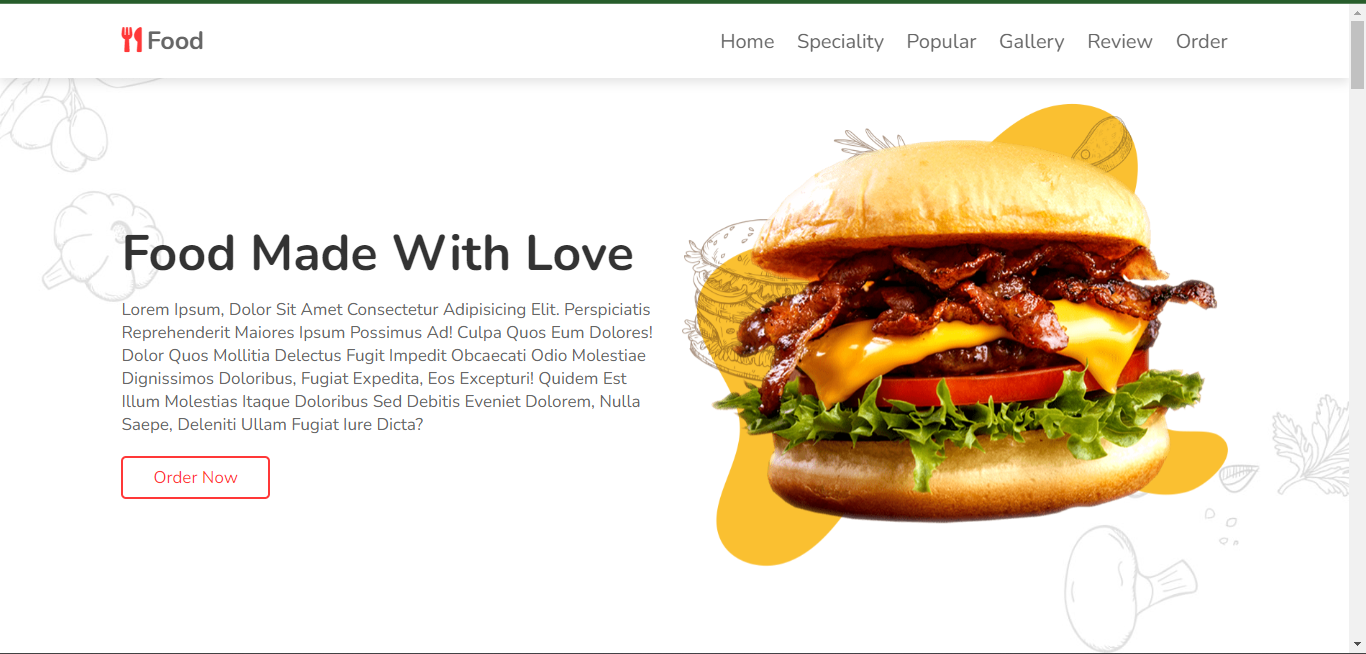 Food
Home Speciality Popular Gallery Review Order
Food Made With Love
Lorem Ipsum, Dolor Sit Amet Consectetur Adipisicing Elit. Perspiciatis
Reprehenderit Maiores Ipsum Possimus Ad! Culpa Quos Eum Dolores!
Dolor Quos Mollitia Delectus Fugit Impedit Obcaecati Odio Molestiae
Dignissimos Doloribus, Fugiat Expedita, Eos Excepturi! Quidem Est
Illum Molestias Itaque Doloribus Sed Debitis Eveniet Dolorem, Nulla
Saepe, Deleniti Ullam Fugiat Iure Dicta?
Order Now